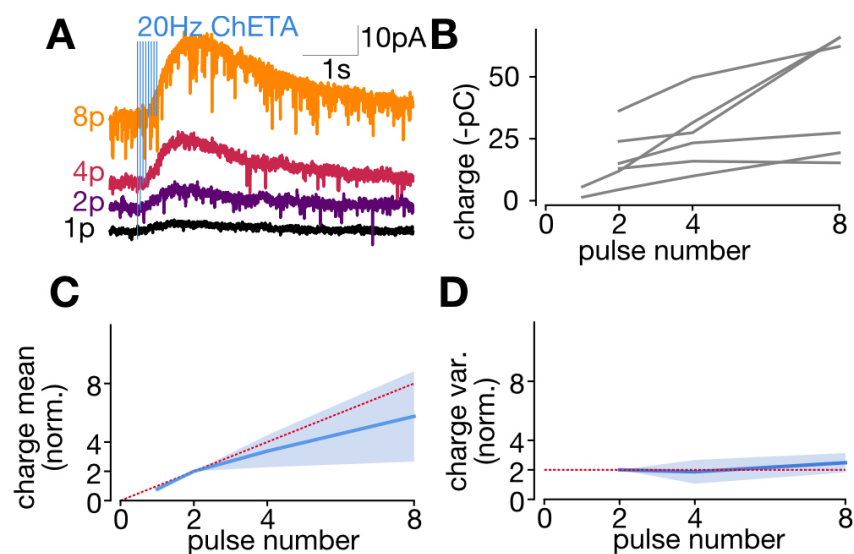 A
20Hz ChETA
10pA
1s
8p
4p
2p
1p
B
charge (-pC)
50
25
0
0 2 4 8
pulse number
C
charge mean
(norm.)
8
4
2
0
0 2 4 8
pulse number
D
charge var.
(norm.)
8
4
2
0
0 2 4 8
pulse number